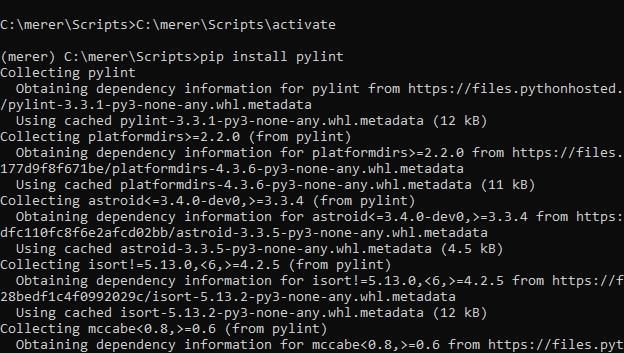 C:\merer\Scripts>C:\merer\Scripts\activate
(merer) C:\merer\Scripts>pip install pylint
Collecting pylint
  Obtaining dependency information for pylint from https://files.pythonhosted.
/pylint-3.3.1-py3-none-any.whl.metadata
  Using cached pylint-3.3.1-py3-none-any.whl.metadata (12 kB)
Collecting platformdirs>=2.2.0 (from pylint)
  Obtaining dependency information for platformdirs>=2.2.0 from https://files.
177d9f8f671be/platformdirs-4.3.6-py3-none-any.whl.metadata
  Using cached platformdirs-4.3.6-py3-none-any.whl.metadata (11 kB)
Collecting astroid<=3.4.0-dev0,>=3.3.4 (from pylint)
  Obtaining dependency information for astroid<=3.4.0-dev0,>=3.3.4 from https:
dfc110fc8f6e2afcd02bb/astroid-3.3.5-py3-none-any.whl.metadata
  Using cached astroid-3.3.5-py3-none-any.whl.metadata (4.5 kB)
Collecting isort!=5.13.0,<6,>=4.2.5 (from pylint)
  Obtaining dependency information for isort!=5.13.0,<6,>=4.2.5 from https://f
28bedf1c4f0992029c/isort-5.13.2-py3-none-any.whl.metadata
  Using cached isort-5.13.2-py3-none-any.whl.metadata (12 kB)
Collecting mccabe<0.8,>=0.6 (from pylint)
  Obtaining dependency information for mccabe<0.8,>=0.6 from https://files.pyt